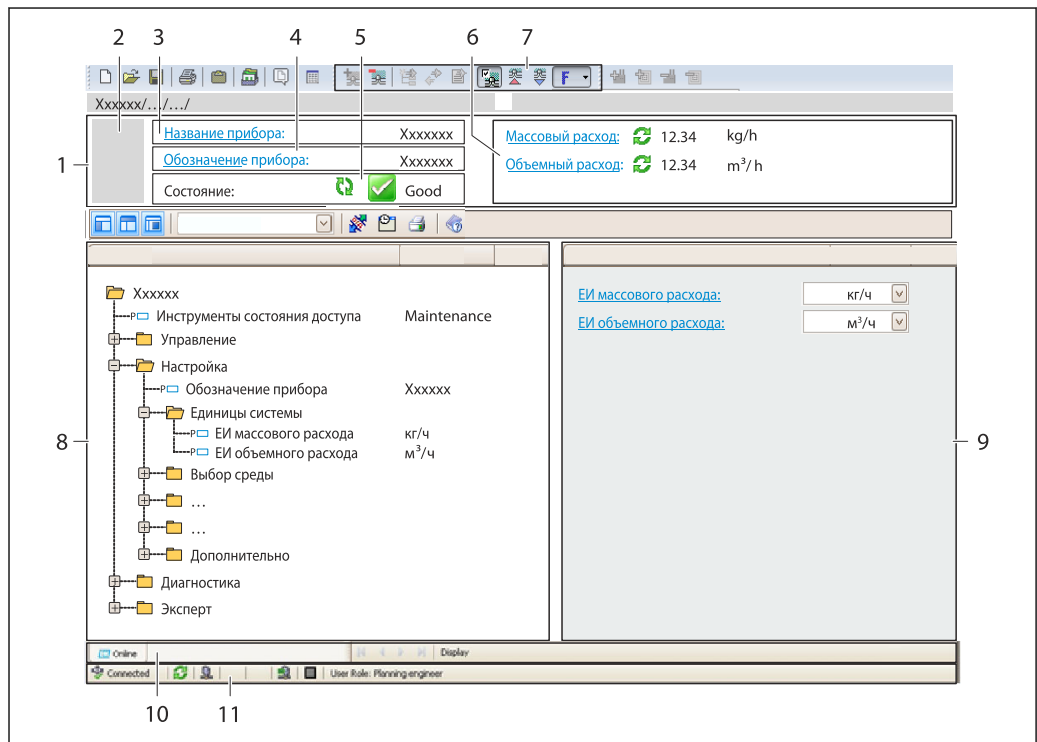 2 3 4 5 6 7
F
Xxxxxx/.../.../
1
Название прибора: Xxxxxxx
Обозначение прибора: Xxxxxxx
Состояние: Good
Массовый расход: 12.34 kg/h
Объемный расход: 12.34 m³/h
Xxxxxx
P Инструменты состояния доступа Maintenance
Управление
Настройка
P Обозначение прибора Xxxxxx
Единицы системы
P ЕИ массового расхода кг/ч
P ЕИ объемного расхода м³/ч
Выбор среды
...
...
Дополнительно
Диагностика
Эксперт
8
ЕИ массового расхода: кг/ч
ЕИ объемного расхода: м³/ч
9
Online Display
Connected User Role: Planning engineer
10 11